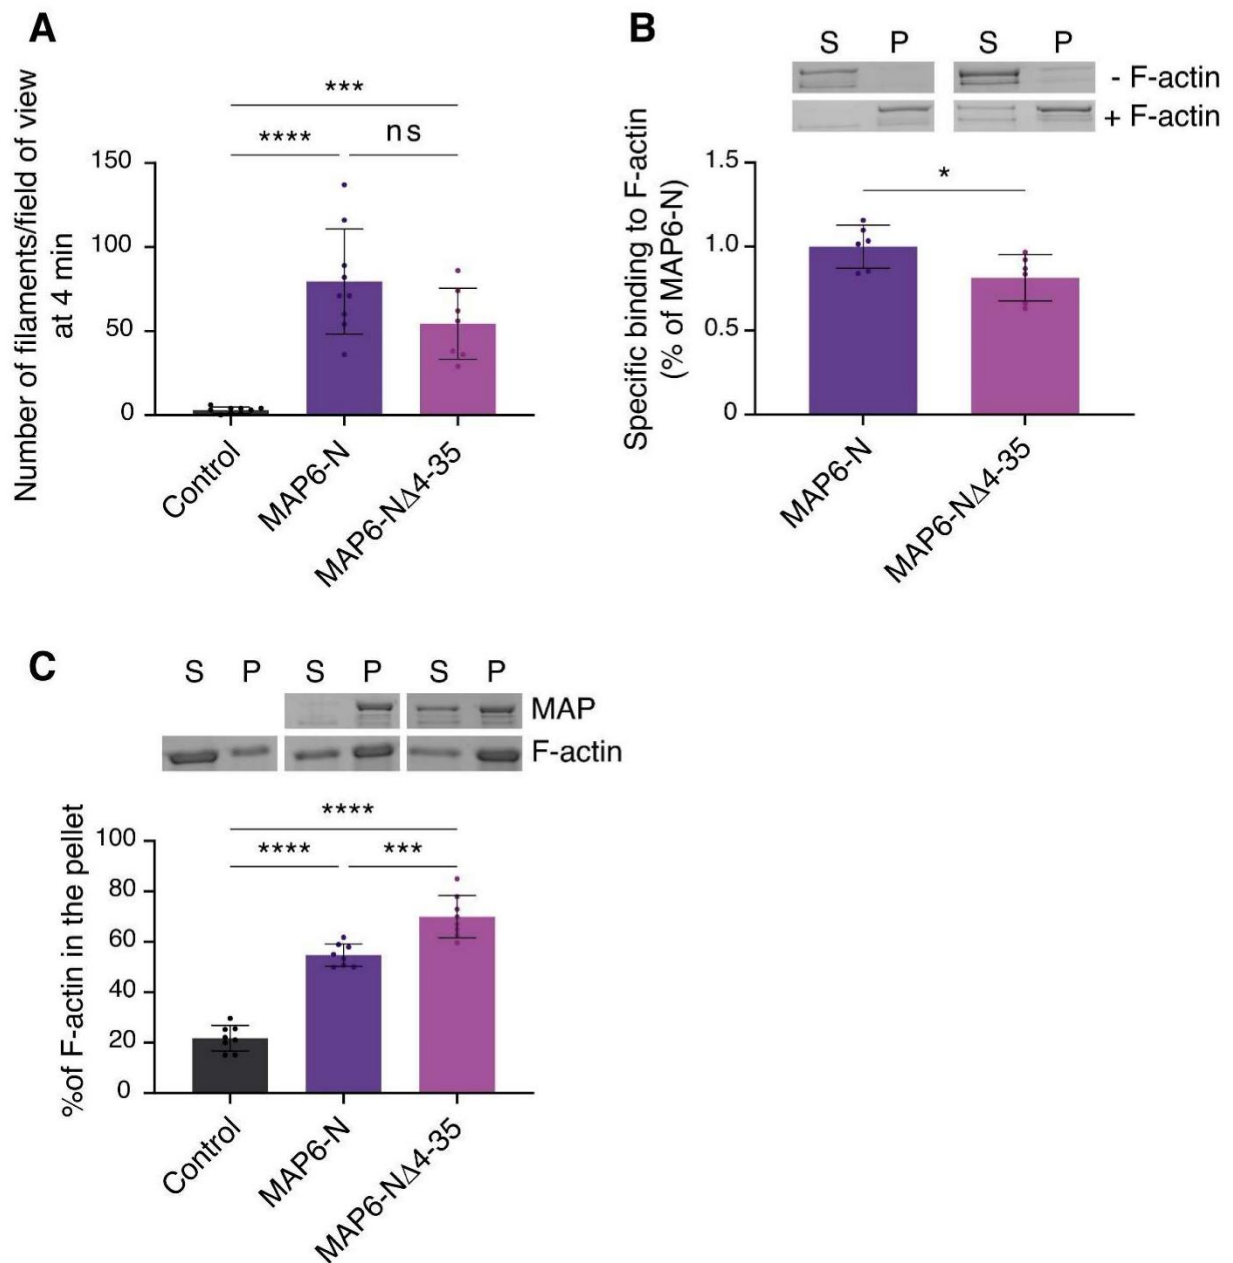 A
Number of filaments/field of view
at 4 min
***
**** ns
150
100
50
0
Control
MAP6-N
MAP6-NΔ4-35
B
S P S P
- F-actin
+ F-actin
Specific binding to F-actin
(% of MAP6-N)
*
1.5
1.0
0.5
0
MAP6-N
MAP6-NΔ4-35
C
S P S P S P
MAP
F-actin
%of F-actin in the pellet
****
**** ***
100
80
60
40
20
0
Control
MAP6-N
MAP6-NΔ4-35